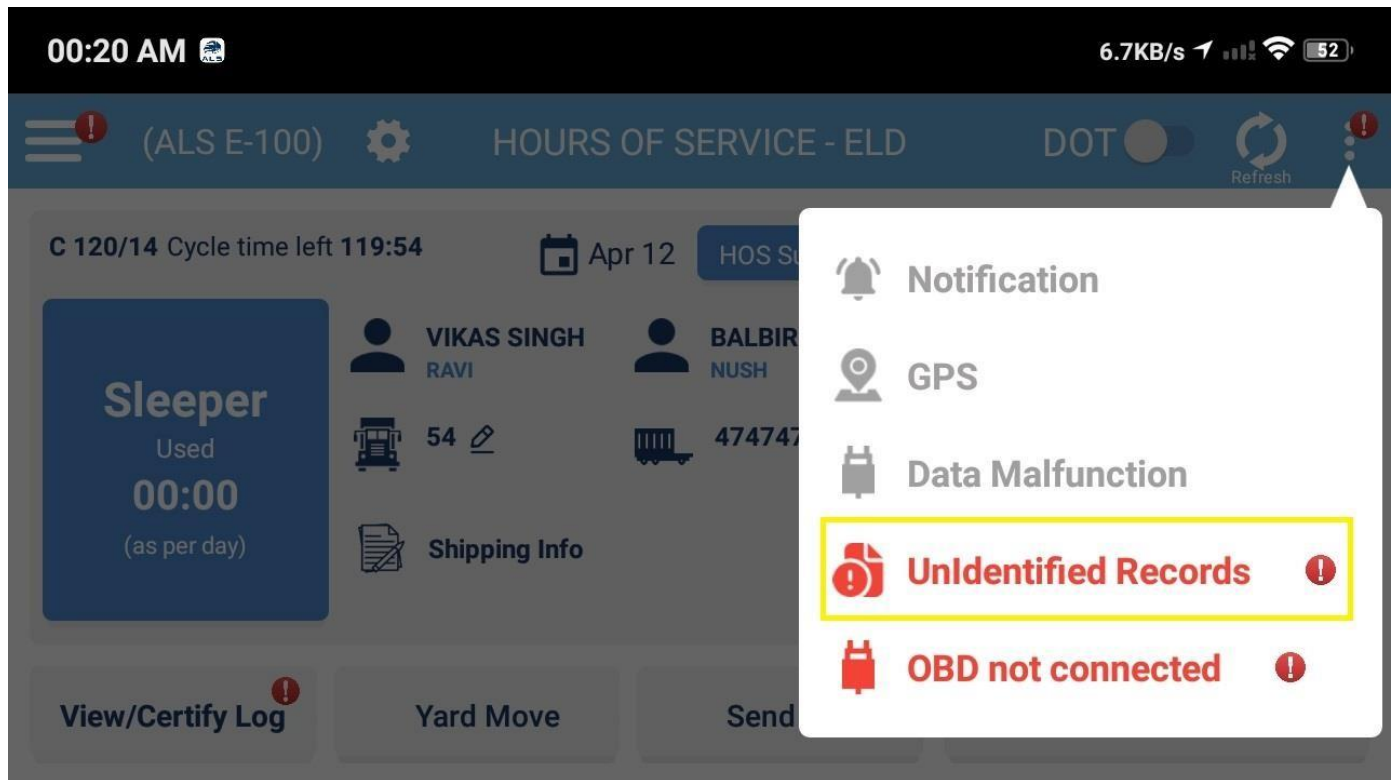 00:20 AM ALS 6.7KB/s 52
(ALS E-100) HOURS OF SERVICE - ELD DOT Refresh
C 120/14 Cycle time left 119:54 Apr 12 HOS Su
Sleeper
Used
00:00
(as per day)
VIKAS SINGH
RAVI
BALBIR
NUSH
54
474747
Shipping Info
View/Certify Log Yard Move Send
Notification
GPS
Data Malfunction
UnIdentified Records
OBD not connected